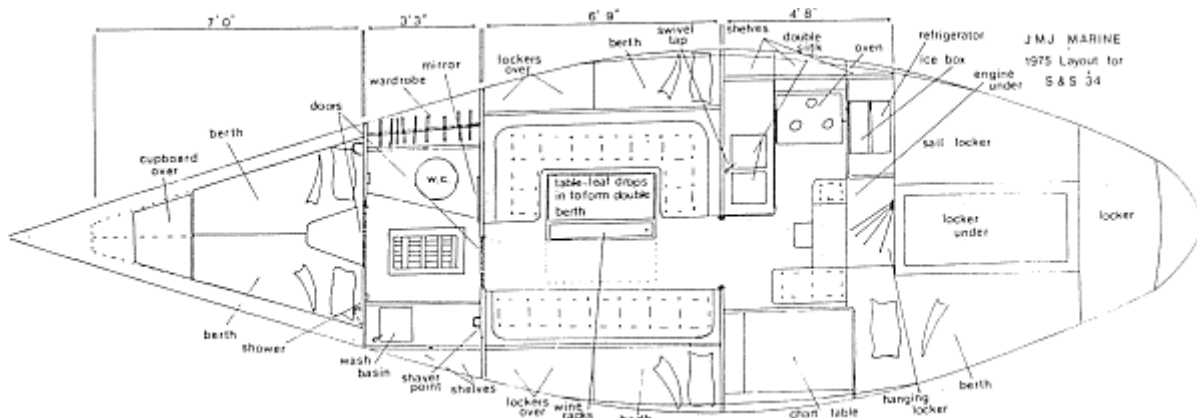 7'0"
3'3"
6'9"
4'8"
JMJ MARINE
1975 Layout for
S & S 34
shelves
double
sink
oven
refrigerator
ice box
engine
under
swivel
tap
berth
lockers
over
mirror
wardrobe
doors
berth
cupboard
over
W.C.
table-leaf drops
in to form double
berth
sail locker
locker
under
locker
berth
shower
wash
basin
shaver
point
shelves
lockers
over
wine
racks
berth
chart table
hanging
locker
berth